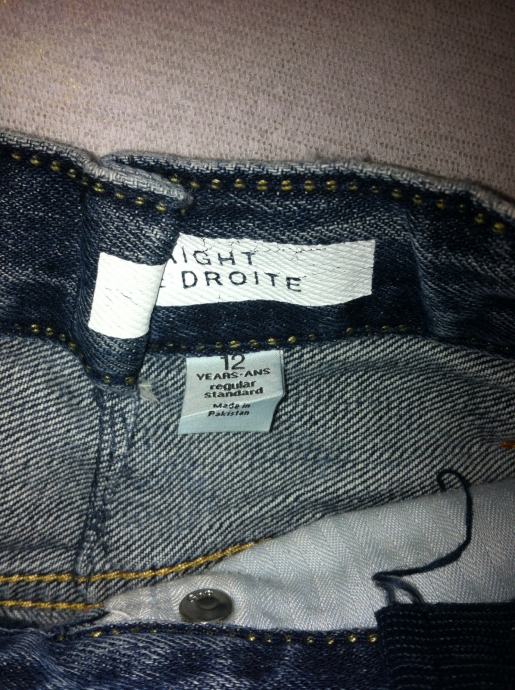 AIGHT
DROITE
12
YEARS-ANS
regular
standard
Made in
Pakistan